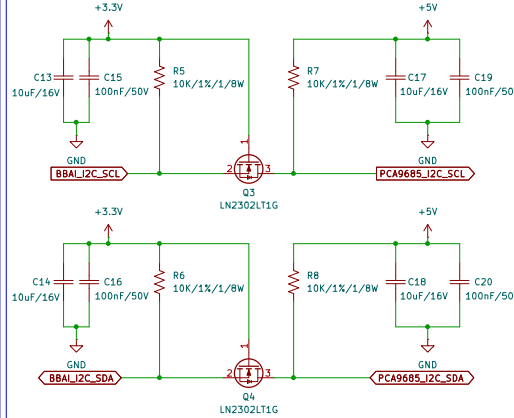 +3.3V
+5V
C13
10uF/16V
C15
100nF/50V
R5
10K/1%/1/8W
R7
10K/1%/1/8W
C17
10uF/16V
C19
100nF/50
1
GND
GND
BBAI_I2C_SCL
2
3
PCA9685_I2C_SCL
Q3
LN2302LT1G
+3.3V
+5V
C14
10uF/16V
C16
100nF/50V
R6
10K/1%/1/8W
R8
10K/1%/1/8W
C18
10uF/16V
C20
100nF/50
1
GND
GND
BBAI_I2C_SDA
2
3
PCA9685_I2C_SDA
Q4
LN2302LT1G